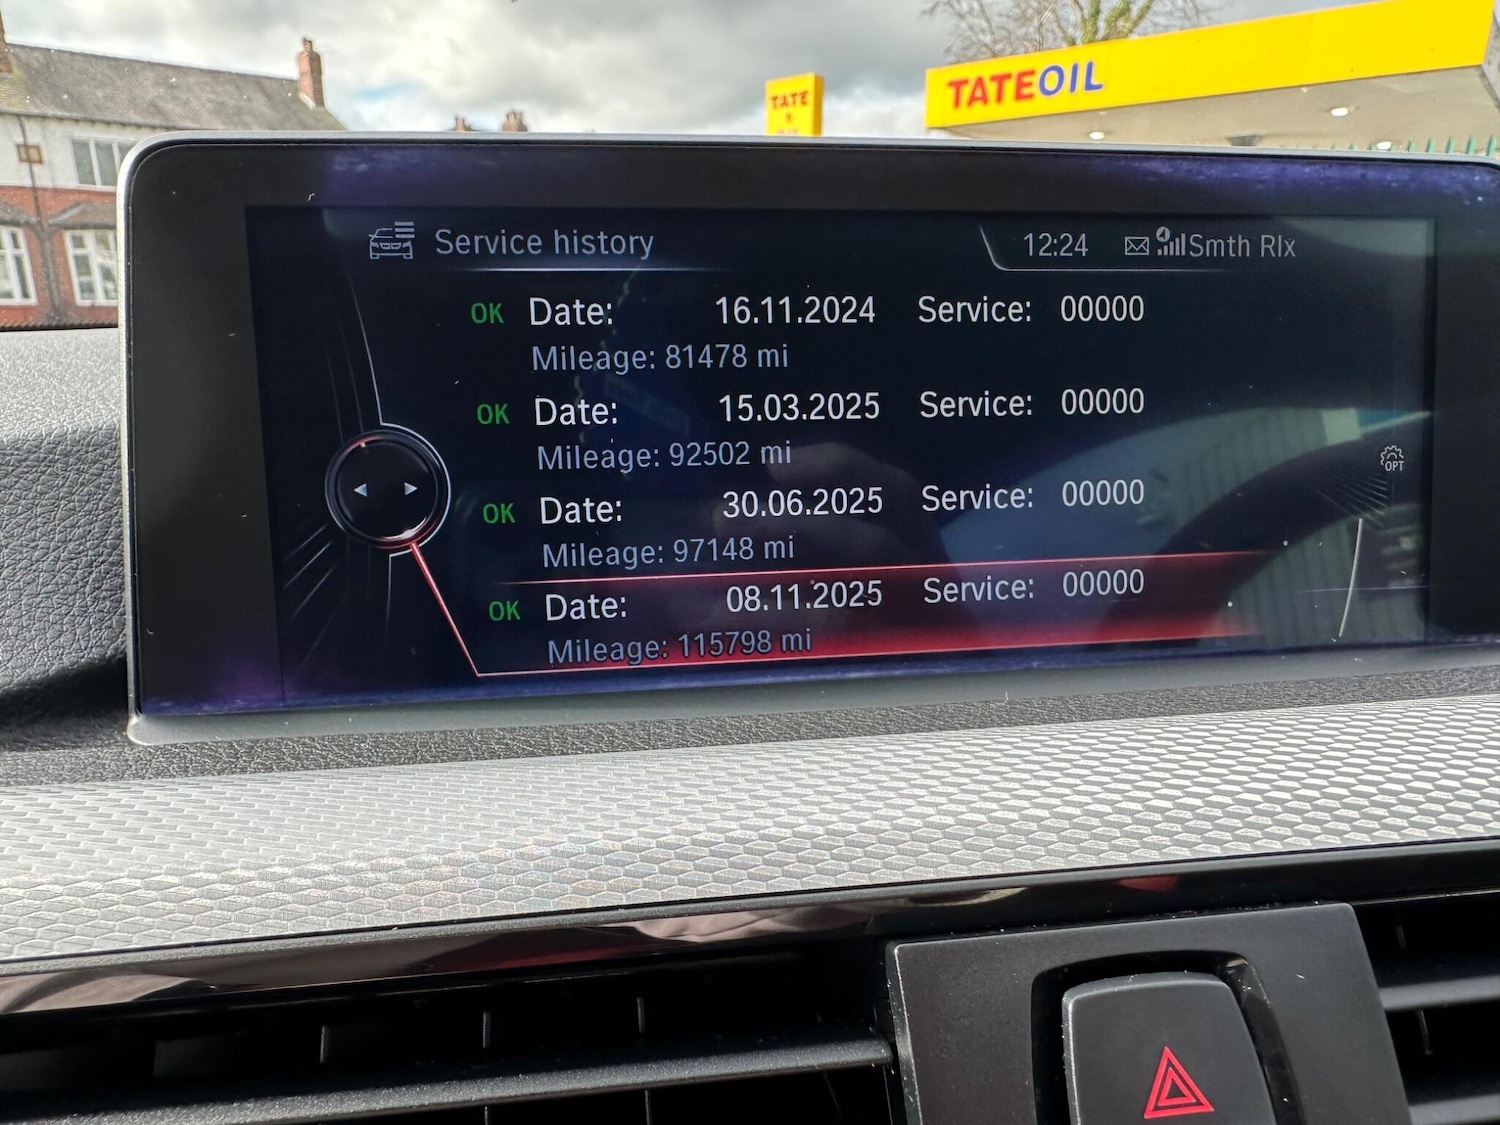 TATE OIL
TATE
Service history 12:24 Smth Rlx
OK Date: 16.11.2024 Service: 00000
Mileage: 81478 mi
OK Date: 15.03.2025 Service: 00000
Mileage: 92502 mi
OK Date: 30.06.2025 Service: 00000
Mileage: 97148 mi
OK Date: 08.11.2025 Service: 00000
Mileage: 115798 mi
OPT